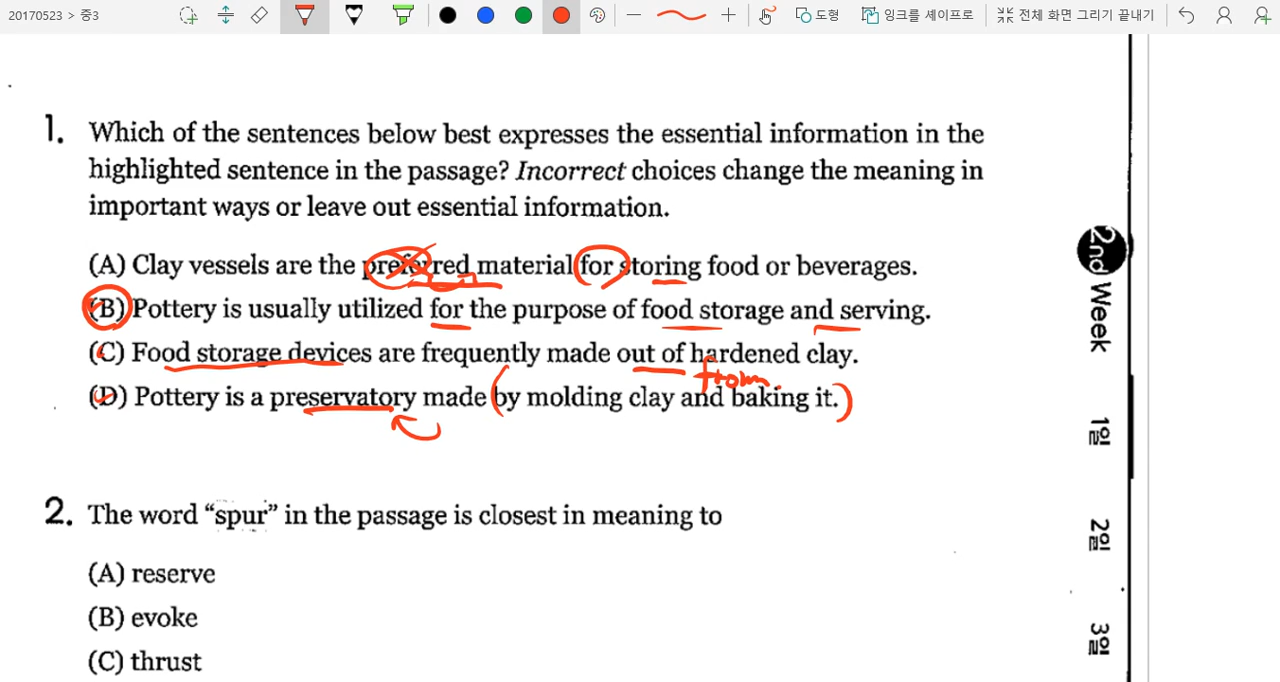 20170523 > 중3
도형
잉크를 셰이프로
전체 화면 그리기 끝내기
1. Which of the sentences below best expresses the essential information in the
highlighted sentence in the passage? Incorrect choices change the meaning in
important ways or leave out essential information.
(A) Clay vessels are the preferred material for storing food or beverages.
(B) Pottery is usually utilized for the purpose of food storage and serving.
(C) Food storage devices are frequently made out of hardened clay.
from
(D) Pottery is a preservatory made by molding clay and baking it.
2. The word “spur” in the passage is closest in meaning to
(A) reserve
(B) evoke
(C) thrust
2nd Week
1일
2일
3일